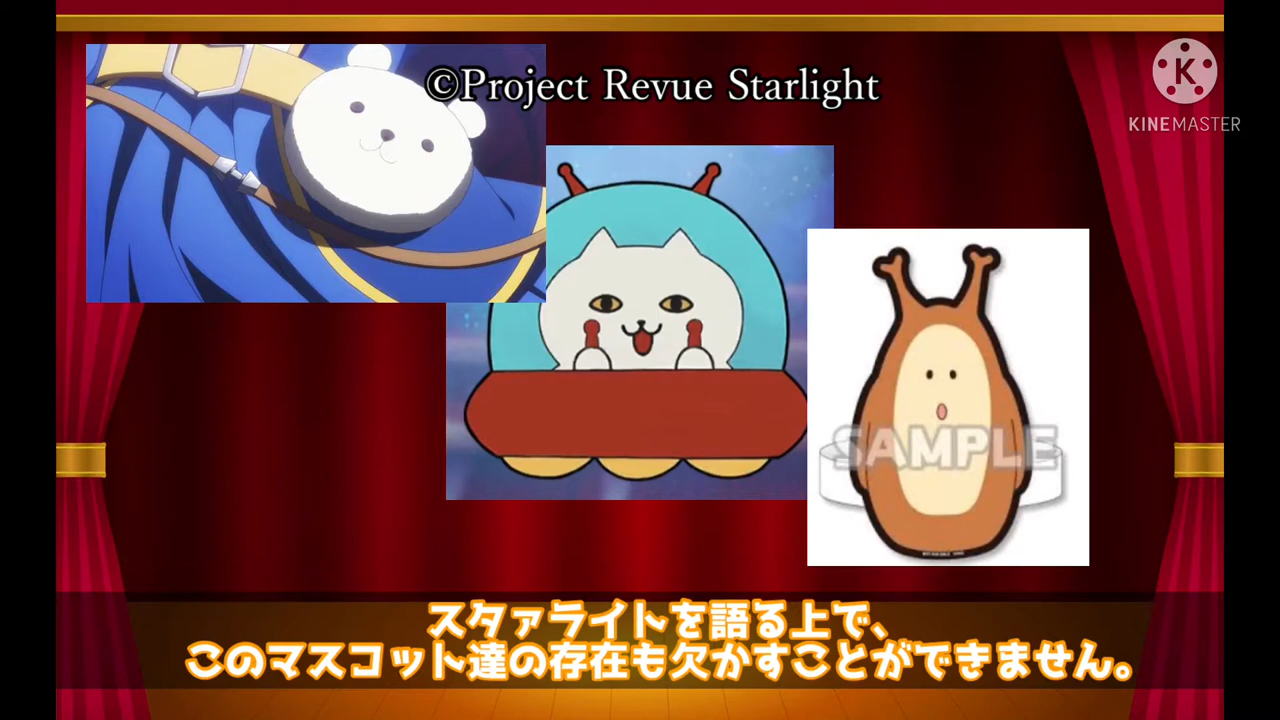 ©Project Revue Starlight
K
KINEMASTER
SAMPLE
スタァライトを語る上で、
このマスコット達の存在も欠かすことができません。